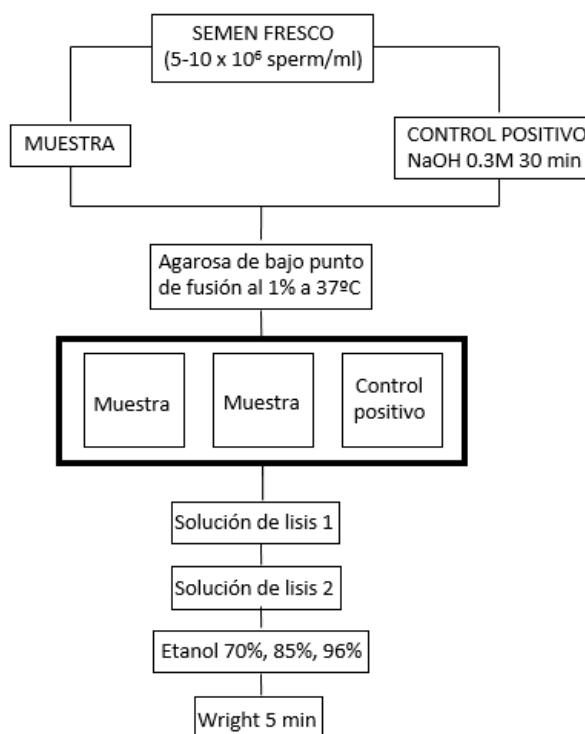 SEMEN FRESCO
(5-10 x 10⁶ sperm/ml)
MUESTRA
CONTROL POSITIVO
NaOH 0.3M 30 min
Agarosa de bajo punto
de fusión al 1% a 37ºC
Muestra
Muestra
Control
positivo
Solución de lisis 1
Solución de lisis 2
Etanol 70%, 85%, 96%
Wright 5 min